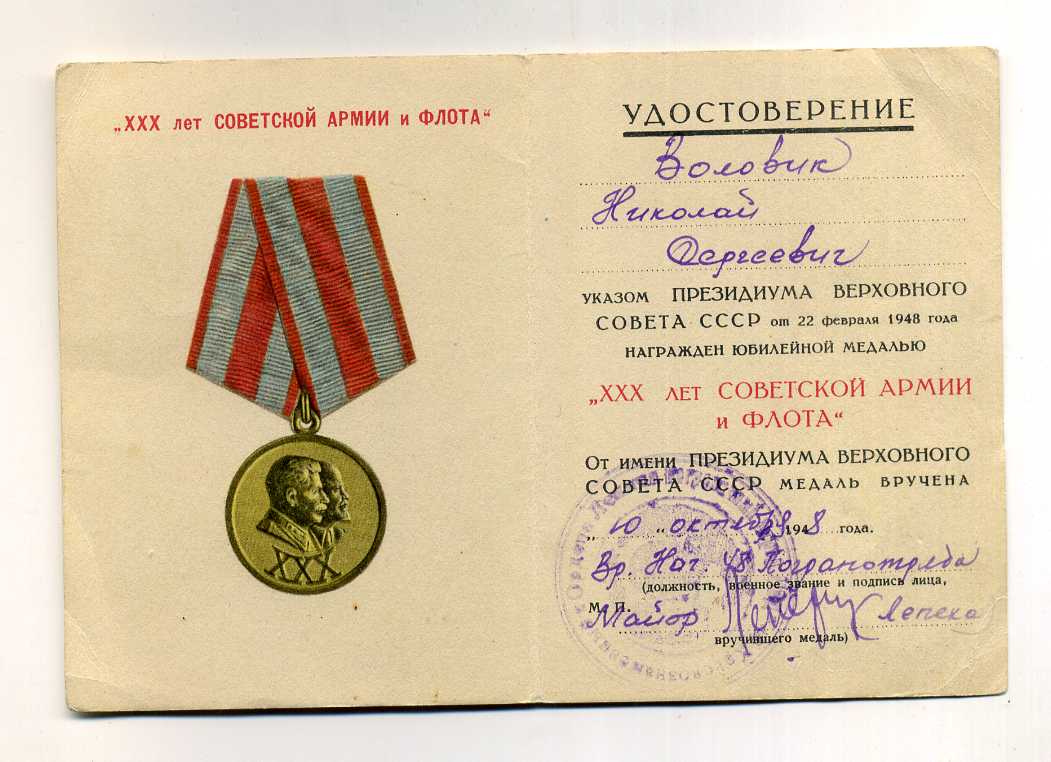 „XXX лет СОВЕТСКОЙ АРМИИ и ФЛОТА“
УДОСТОВЕРЕНИЕ
Воловик
Николай
Сергеевич
УКАЗОМ ПРЕЗИДИУМА ВЕРХОВНОГО
СОВЕТА СССР от 22 февраля 1948 года
НАГРАЖДЕН ЮБИЛЕЙНОЙ МЕДАЛЬЮ
„XXX ЛЕТ СОВЕТСКОЙ АРМИИ
и ФЛОТА“
ОТ ИМЕНИ ПРЕЗИДИУМА ВЕРХОВНОГО
СОВЕТА СССР МЕДАЛЬ ВРУЧЕНА
„10„ октября 1948 года.
Вр. Нач. 48 Погранотряда
(должность, военное звание и подпись лица,
М. П.
Майор Лепеха
вручившего медаль)
XXX